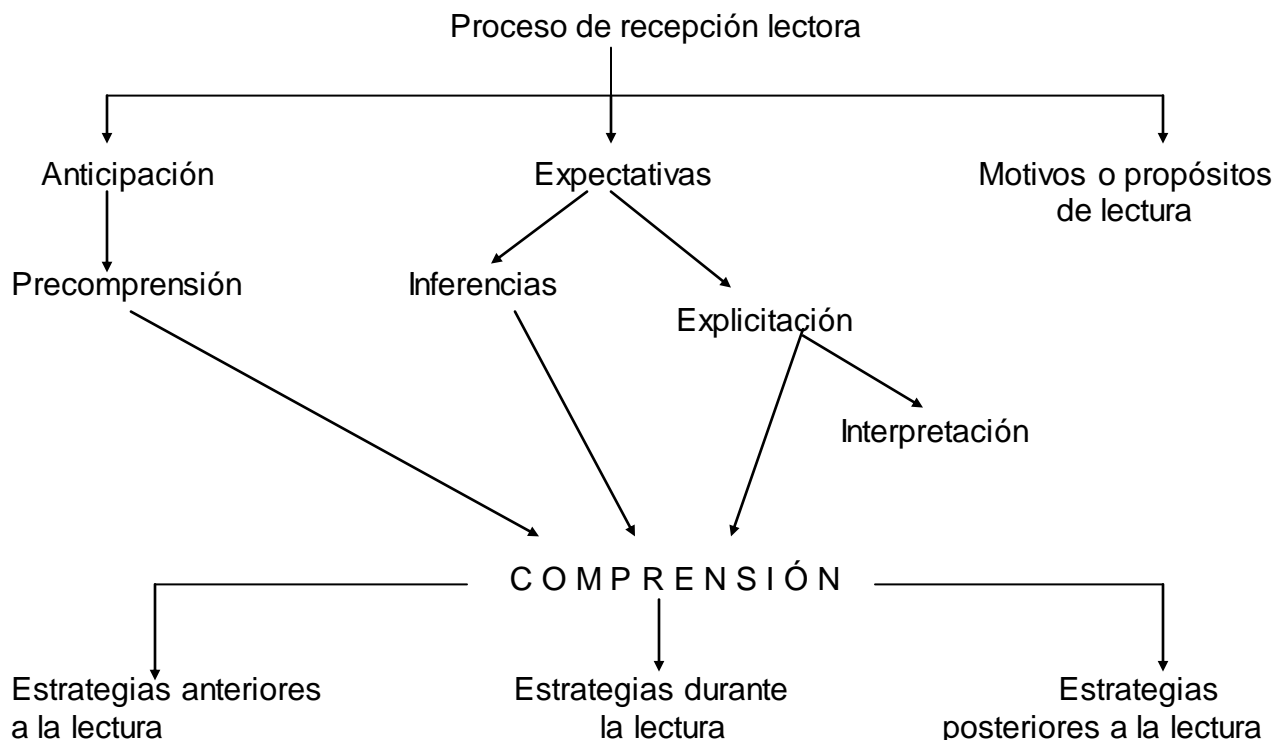 Proceso de recepción lectora
Anticipación
Expectativas
Motivos o propósitos
de lectura
Precomprensión
Inferencias
Explicitación
Interpretación
C O M P R E N S I Ó N
Estrategias anteriores
a la lectura
Estrategias durante
la lectura
Estrategias
posteriores a la lectura